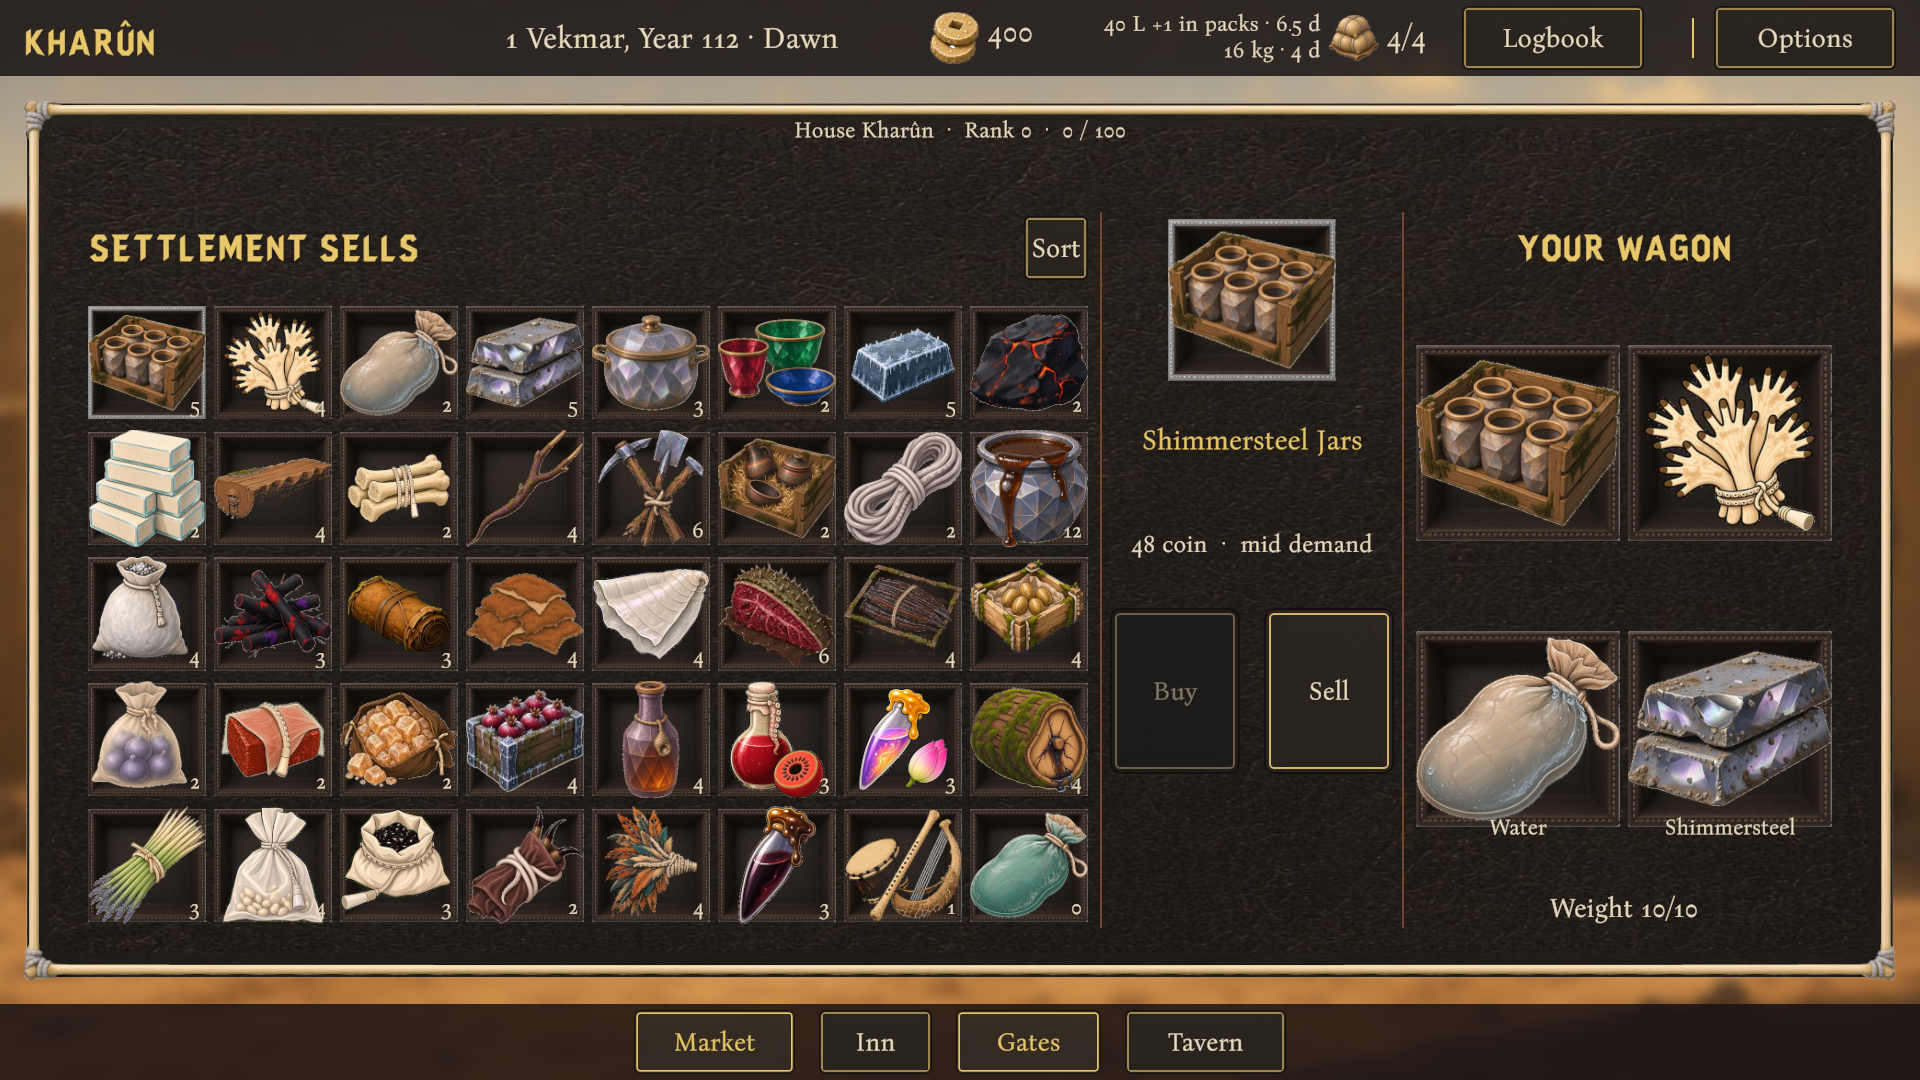 KHARÛN
1 Vekmar, Year 112 · Dawn
400
40 L +1 in packs · 6.5 d
16 kg · 4 d
4/4
Logbook
Options
House Kharûn · Rank 0 · 0 / 100
SETTLEMENT SELLS
Sort
YOUR WAGON
5 4 2 5 3 2 5 2
2 4 2 4 6 2 2 12
4 3 3 4 4 6 4 4
2 2 2 4 4 3 3 4
3 4 3 2 4 3 1 0
Shimmersteel Jars
48 coin · mid demand
Buy
Sell
Water
Shimmersteel
Weight 10/10
Market
Inn
Gates
Tavern